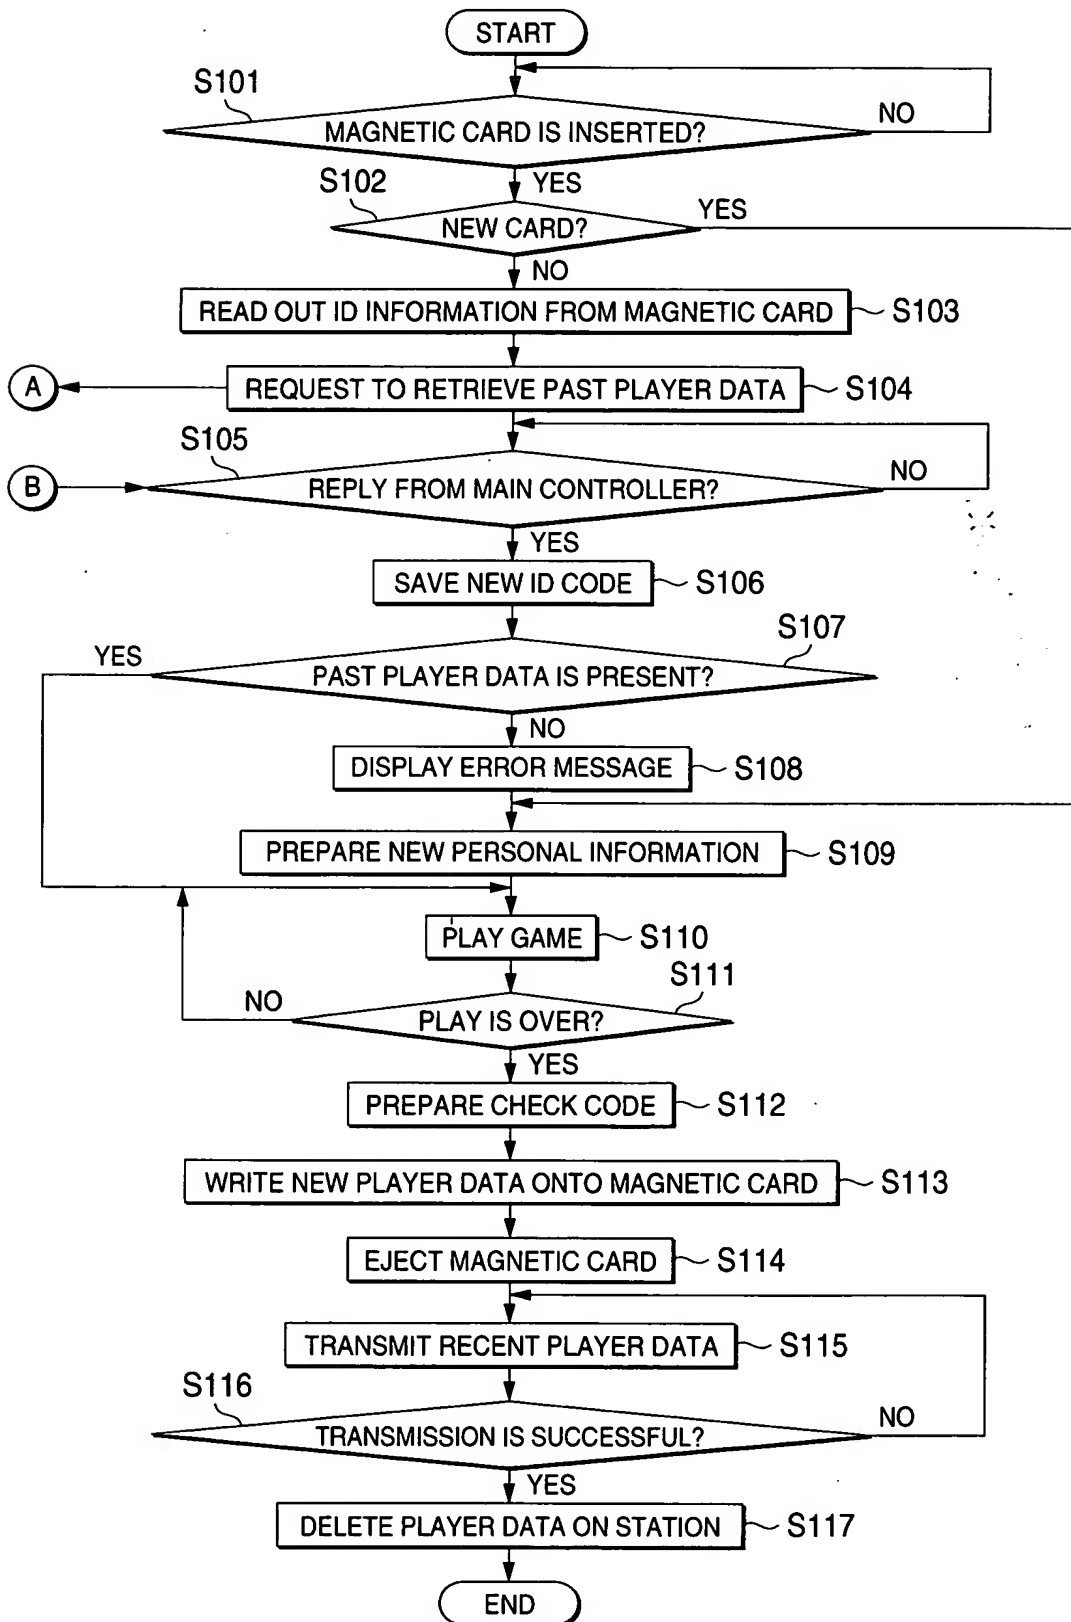 START
S101
MAGNETIC CARD IS INSERTED?
NO
YES
S102
NEW CARD?
YES
NO
READ OUT ID INFORMATION FROM MAGNETIC CARD
S103
A
REQUEST TO RETRIEVE PAST PLAYER DATA
S104
S105
B
REPLY FROM MAIN CONTROLLER?
NO
YES
SAVE NEW ID CODE
S106
S107
YES
PAST PLAYER DATA IS PRESENT?
NO
DISPLAY ERROR MESSAGE
S108
PREPARE NEW PERSONAL INFORMATION
S109
PLAY GAME
S110
S111
NO
PLAY IS OVER?
YES
PREPARE CHECK CODE
S112
WRITE NEW PLAYER DATA ONTO MAGNETIC CARD
S113
EJECT MAGNETIC CARD
S114
TRANSMIT RECENT PLAYER DATA
S115
S116
TRANSMISSION IS SUCCESSFUL?
NO
YES
DELETE PLAYER DATA ON STATION
S117
END